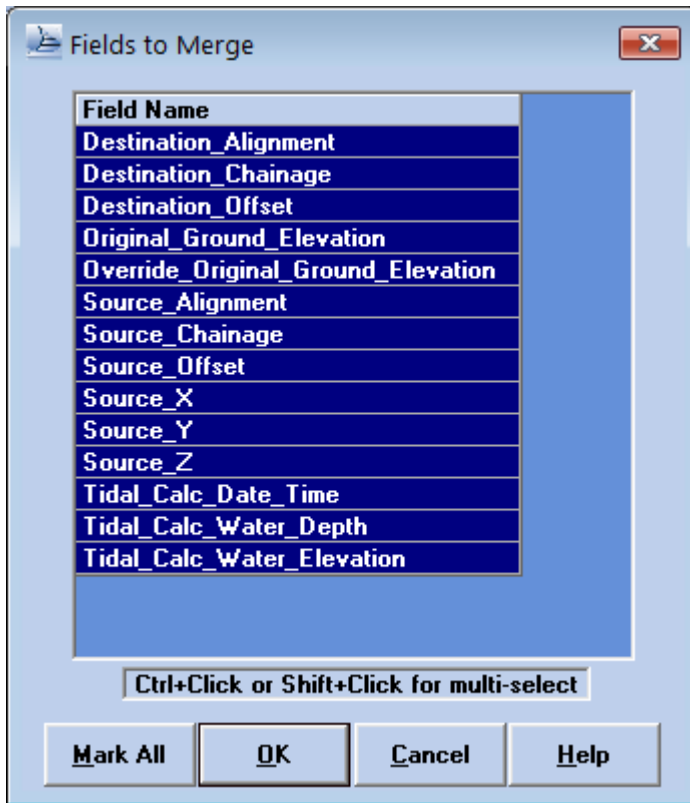 Fields to Merge
Field Name
Destination_Alignment
Destination_Chainage
Destination_Offset
Original_Ground_Elevation
Override_Original_Ground_Elevation
Source_Alignment
Source_Chainage
Source_Offset
Source_X
Source_Y
Source_Z
Tidal_Calc_Date_Time
Tidal_Calc_Water_Depth
Tidal_Calc_Water_Elevation
Ctrl+Click or Shift+Click for multi-select
Mark All OK Cancel Help